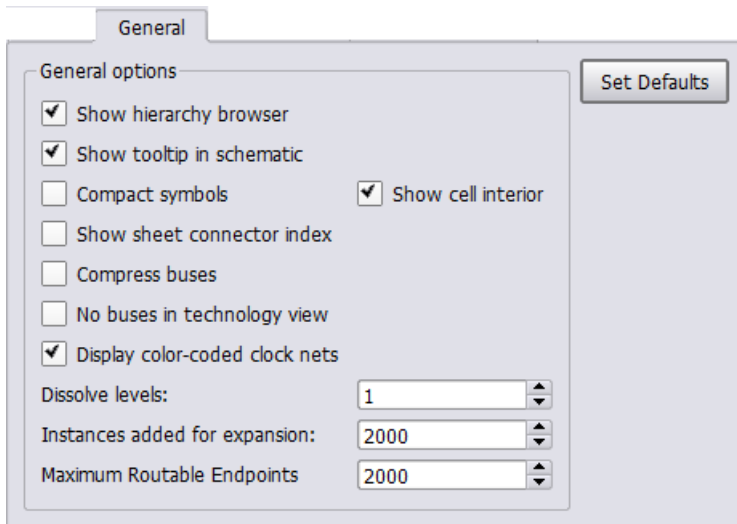 General
General options
Set Defaults
Show hierarchy browser
Show tooltip in schematic
Compact symbols Show cell interior
Show sheet connector index
Compress buses
No buses in technology view
Display color-coded clock nets
Dissolve levels: 1
Instances added for expansion: 2000
Maximum Routable Endpoints 2000